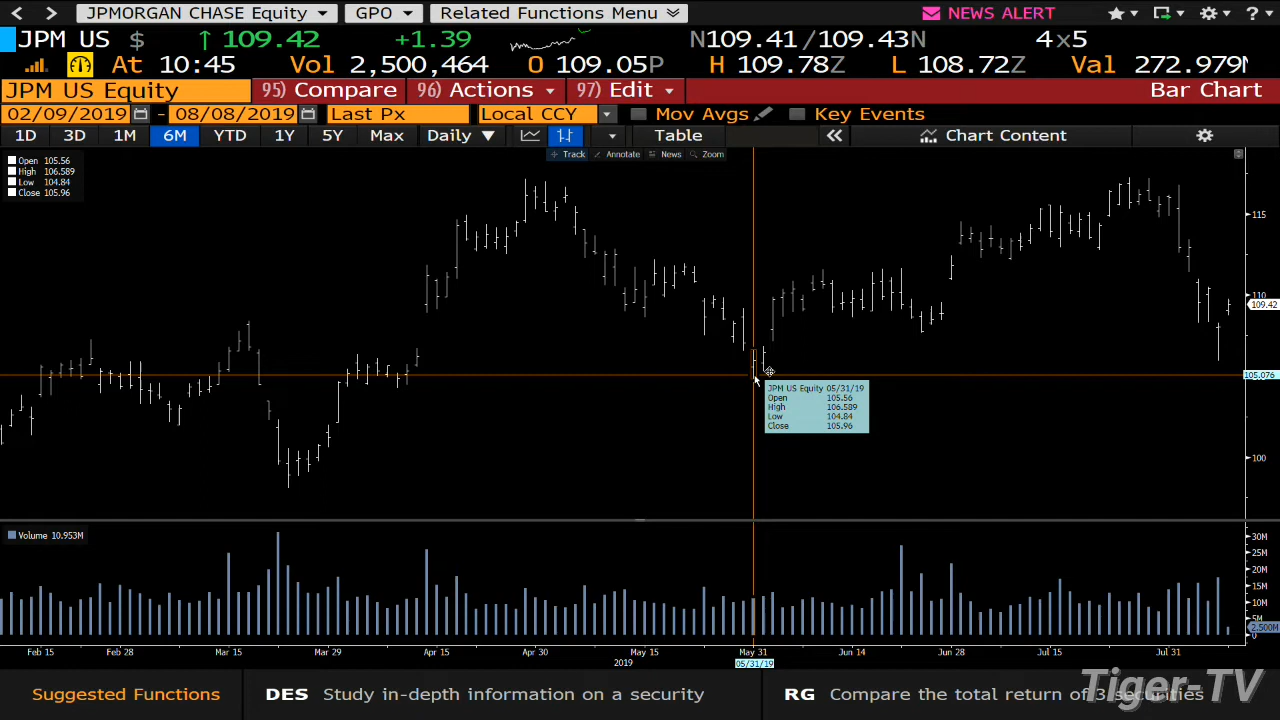 JPMORGAN CHASE Equity GPO Related Functions Menu NEWS ALERT
JPM US $ ↑ 109.42 +1.39 N109.41/109.43N 4x5
At 10:45 Vol 2,500,464 O 109.05P H 109.78Z L 108.72Z Val 272.979M
JPM US Equity 95) Compare 96) Actions 97) Edit Bar Chart
02/09/2019 - 08/08/2019 Last Px Local CCY Mov Avgs Key Events
1D 3D 1M 6M YTD 1Y 5Y Max Daily ▼ Table « Chart Content
Track Annotate News Zoom
Open 105.56
High 106.589
Low 104.84
Close 105.96
115
110
109.42
105.076
JPM US Equity 05/31/19
Open 105.56
High 106.589
Low 104.84
Close 105.96
100
Volume 10.953M
30M
25M
20M
15M
10M
5M
2.500M
0
Feb 15 Feb 28 Mar 15 Mar 29 Apr 15 Apr 30 May 15 May 31 Jun 14 Jun 28 Jul 15 Jul 31
2019 05/31/19
Suggested Functions DES Study in-depth information on a security RG Compare the total return of 3 securities
Tiger-TV